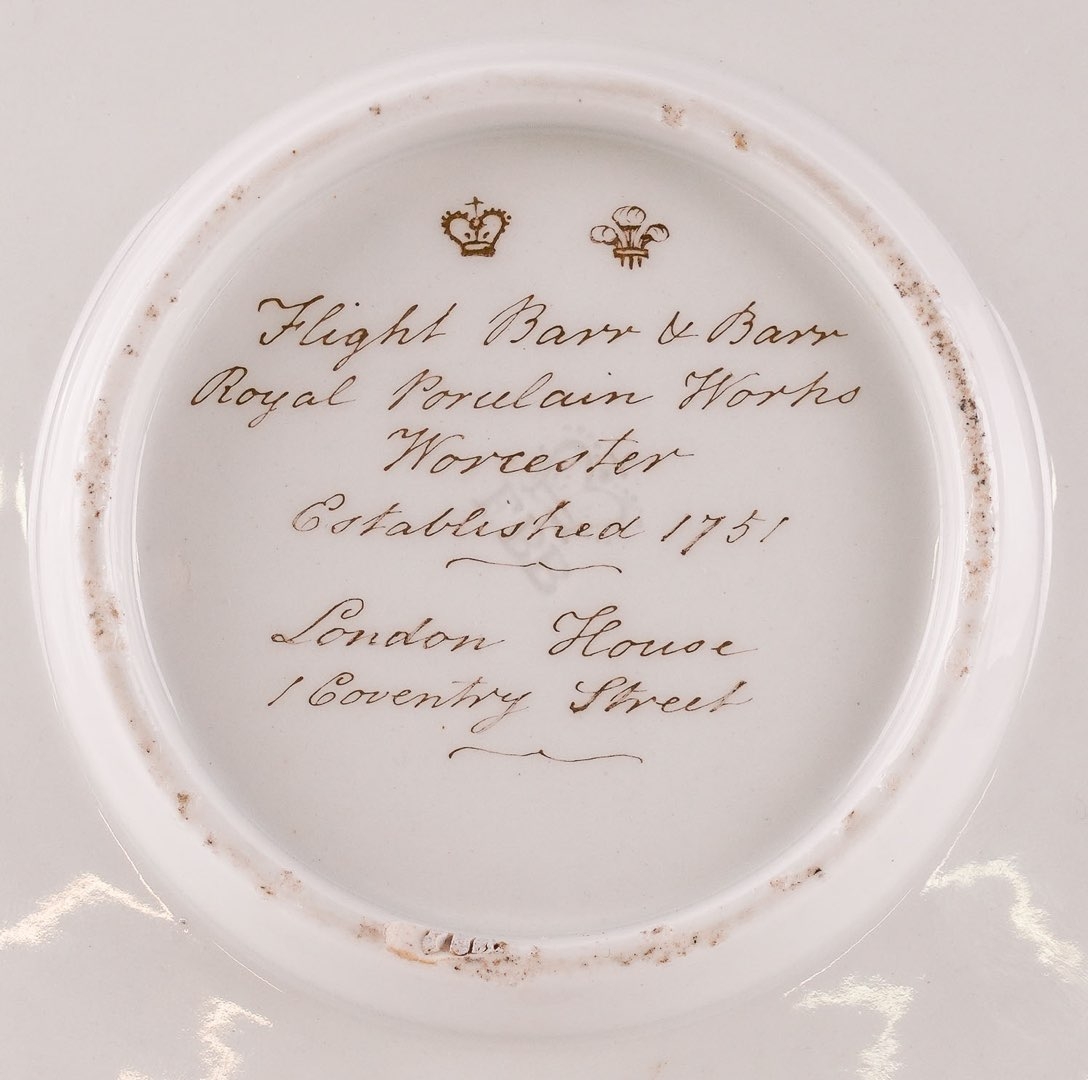 Flight Barr & Barr
Royal Porcelain Works
Worcester
Established 1751
London House
1 Coventry Street